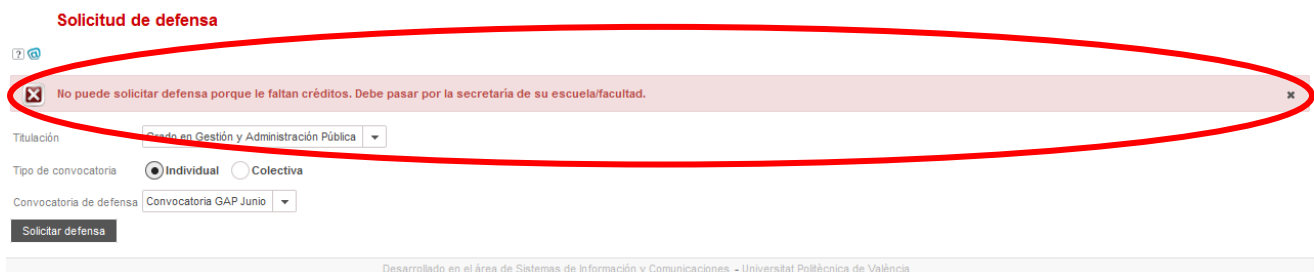 Solicitud de defensa
?
No puede solicitar defensa porque le faltan créditos. Debe pasar por la secretaría de su escuela/facultad.
Titulación Grado en Gestión y Administración Pública
Tipo de convocatoria Individual Colectiva
Convocatoria de defensa Convocatoria GAP Junio
Solicitar defensa
Desarrollado en el área de Sistemas de Información y Comunicaciones - Universitat Politècnica de València